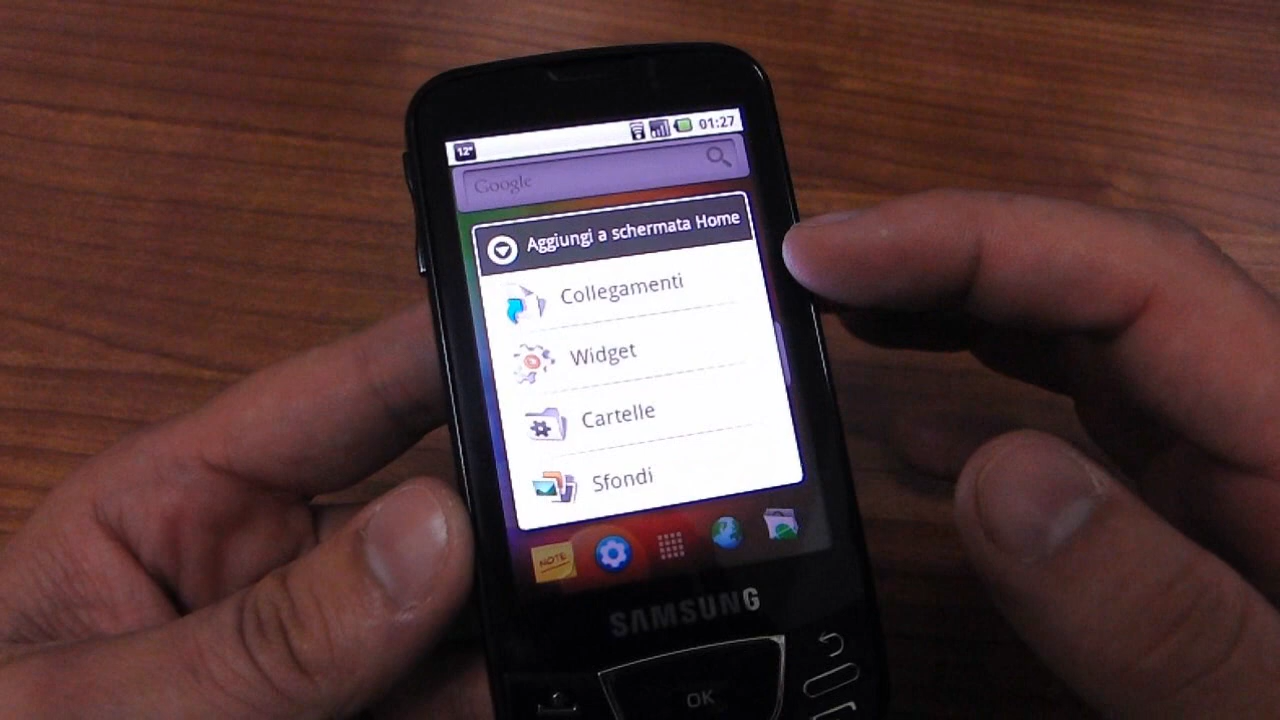 12°
01:27
Google
Aggiungi a schermata Home
Collegamenti
Widget
Cartelle
Sfondi
NOTE
SAMSUNG
OK